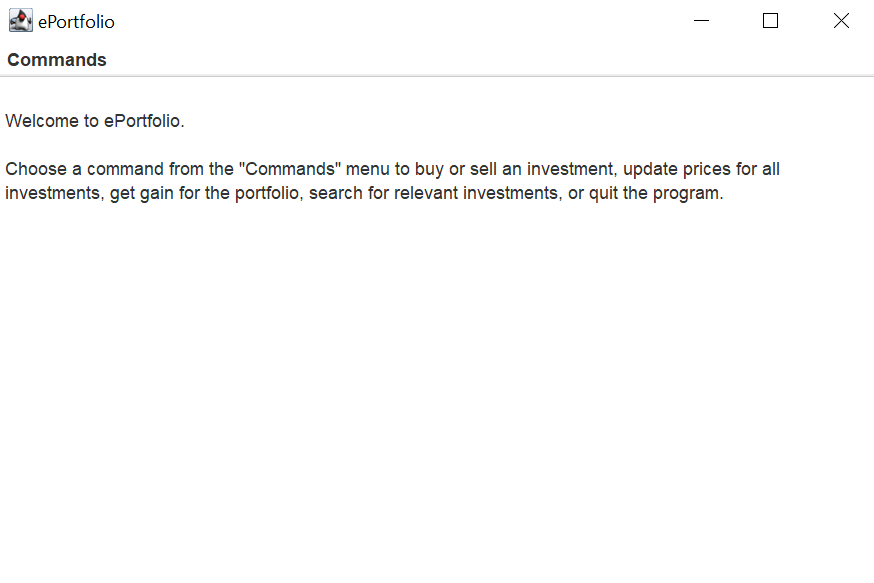 ePortfolio
Commands
Welcome to ePortfolio.
Choose a command from the "Commands" menu to buy or sell an investment, update prices for all
investments, get gain for the portfolio, search for relevant investments, or quit the program.